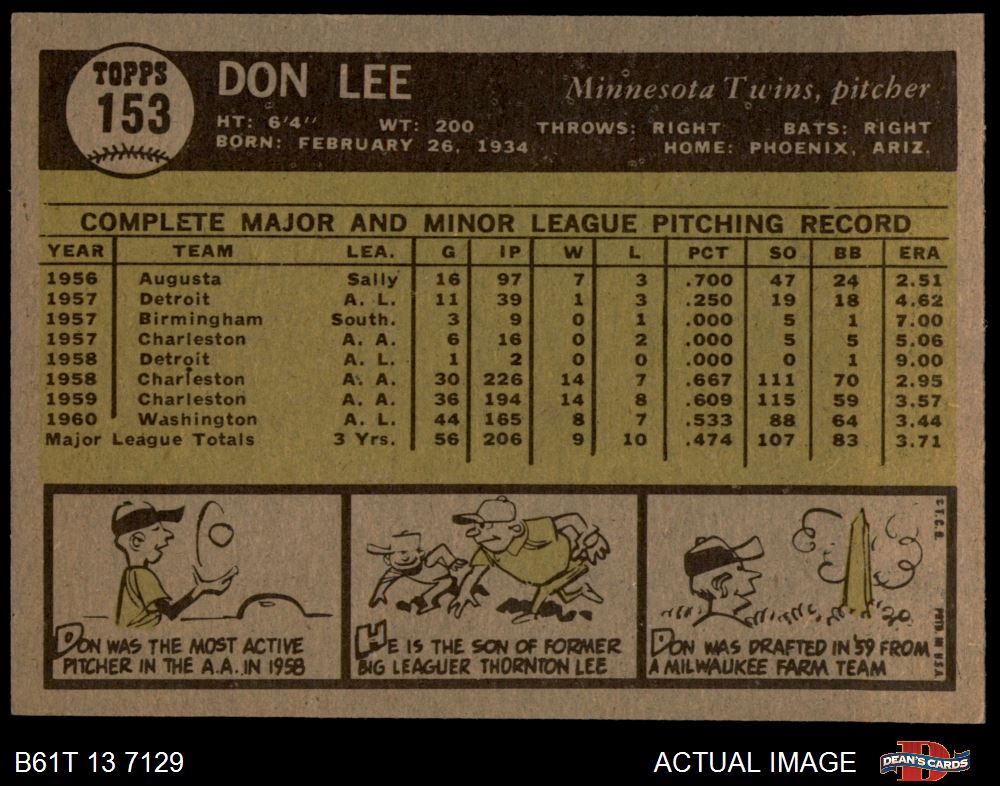 TOPPS
153
DON LEE
Minnesota Twins, pitcher
HT: 6'4" WT: 200 THROWS: RIGHT BATS: RIGHT
BORN: FEBRUARY 26, 1934 HOME: PHOENIX, ARIZ.
COMPLETE MAJOR AND MINOR LEAGUE PITCHING RECORD
YEAR TEAM LEA. G IP W L PCT SO BB ERA
1956 Augusta Sally 16 97 7 3 .700 47 24 2.51
1957 Detroit A. L. 11 39 1 3 .250 19 18 4.62
1957 Birmingham South. 3 9 0 1 .000 5 1 7.00
1957 Charleston A. A. 6 16 0 2 .000 5 5 5.06
1958 Detroit A. L. 1 2 0 0 .000 0 1 9.00
1958 Charleston A. A. 30 226 14 7 .667 111 70 2.95
1959 Charleston A. A. 36 194 14 8 .609 115 59 3.57
1960 Washington A. L. 44 165 8 7 .533 88 64 3.44
Major League Totals 3 Yrs. 56 206 9 10 .474 107 83 3.71
DON WAS THE MOST ACTIVE
PITCHER IN THE A.A. IN 1958
HE IS THE SON OF FORMER
BIG LEAGUER THORNTON LEE
DON WAS DRAFTED IN '59 FROM
A MILWAUKEE FARM TEAM
© T.C.G. PRTD. IN U.S.A.
B61T 13 7129
ACTUAL IMAGE
D
DEAN'S CARDS